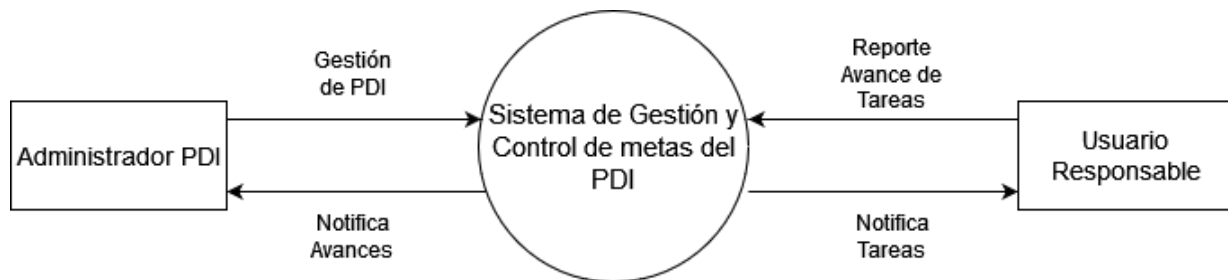 Gestión
de PDI
Reporte
Avance de
Tareas
Administrador PDI
Sistema de Gestión y
Control de metas del
PDI
Usuario
Responsable
Notifica
Avances
Notifica
Tareas